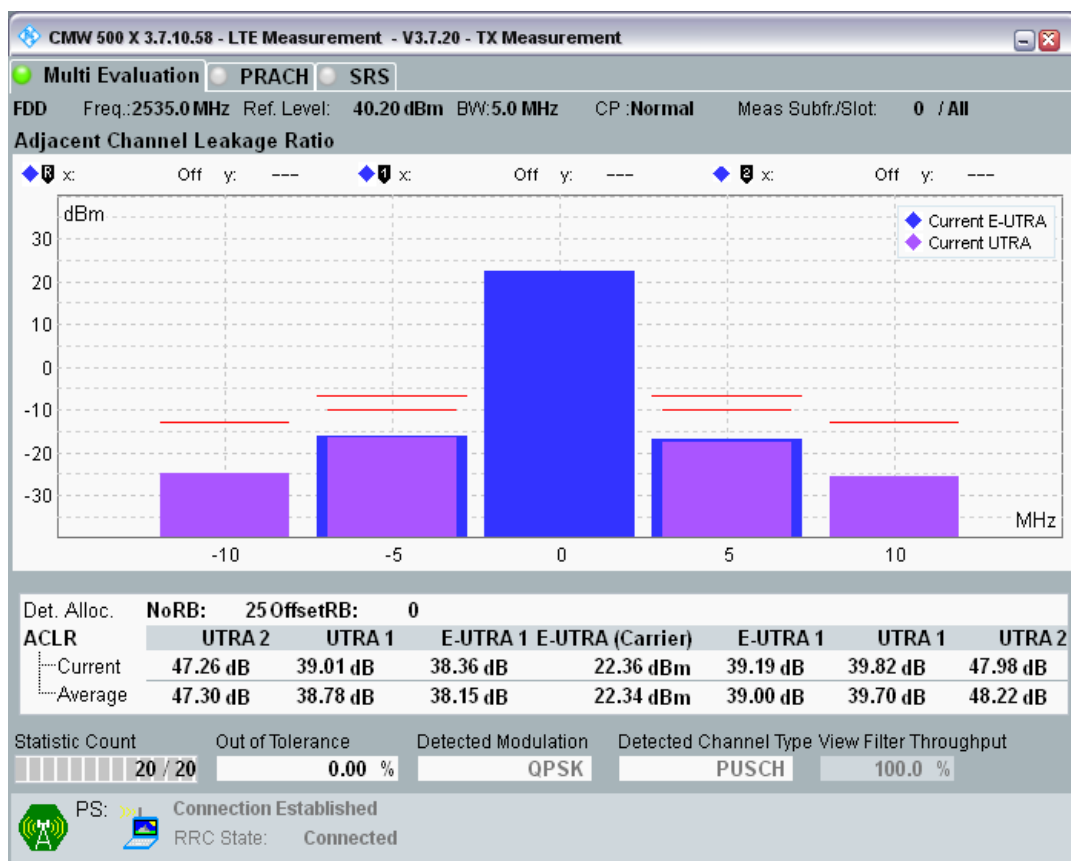 CMW 500 X 3.7.10.58 - LTE Measurement - V3.7.20 - TX Measurement
Multi Evaluation PRACH SRS
FDD Freq.:2535.0 MHz Ref. Level: 40.20 dBm BW:5.0 MHz CP :Normal Meas Subfr./Slot: 0 / All
Adjacent Channel Leakage Ratio
R x: Off y: --- 1 x: Off y: --- 2 x: Off y: ---
dBm
Current E-UTRA
Current UTRA
30
20
10
0
-10
-20
-30
MHz
-10 -5 0 5 10
Det. Alloc. NoRB: 25 OffsetRB: 0
ACLR UTRA 2 UTRA 1 E-UTRA 1 E-UTRA (Carrier) E-UTRA 1 UTRA 1 UTRA 2
Current 47.26 dB 39.01 dB 38.36 dB 22.36 dBm 39.19 dB 39.82 dB 47.98 dB
Average 47.30 dB 38.78 dB 38.15 dB 22.34 dBm 39.00 dB 39.70 dB 48.22 dB
Statistic Count Out of Tolerance Detected Modulation Detected Channel Type View Filter Throughput
20 / 20 0.00 % QPSK PUSCH 100.0 %
PS: Connection Established
RRC State: Connected